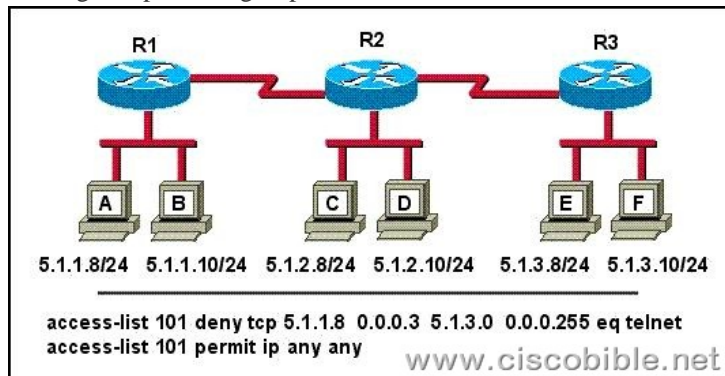 R1 R2 R3
A B C D E F
5.1.1.8/24 5.1.1.10/24 5.1.2.8/24 5.1.2.10/24 5.1.3.8/24 5.1.3.10/24
access-list 101 deny tcp 5.1.1.8 0.0.0.3 5.1.3.0 0.0.0.255 eq telnet
access-list 101 permit ip any any
www.ciscobible.net